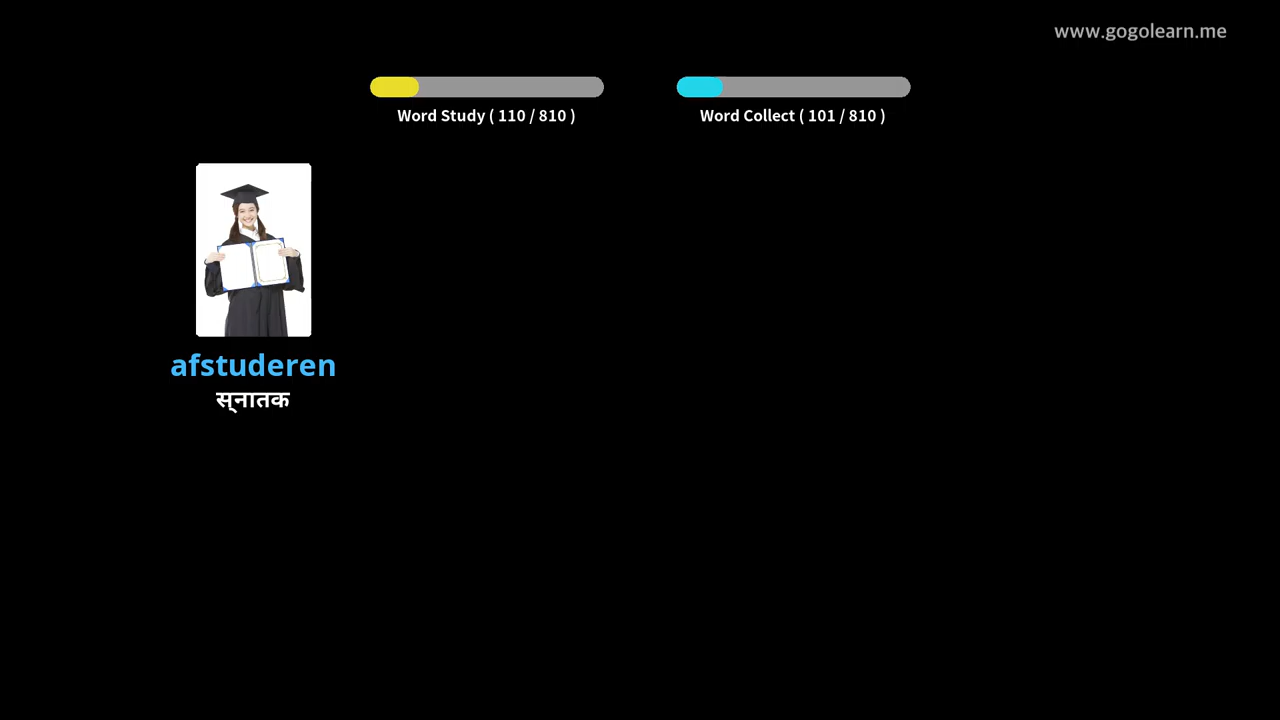 www.gogolearn.me
Word Study ( 110 / 810 )
Word Collect ( 101 / 810 )
afstuderen
स्नातक